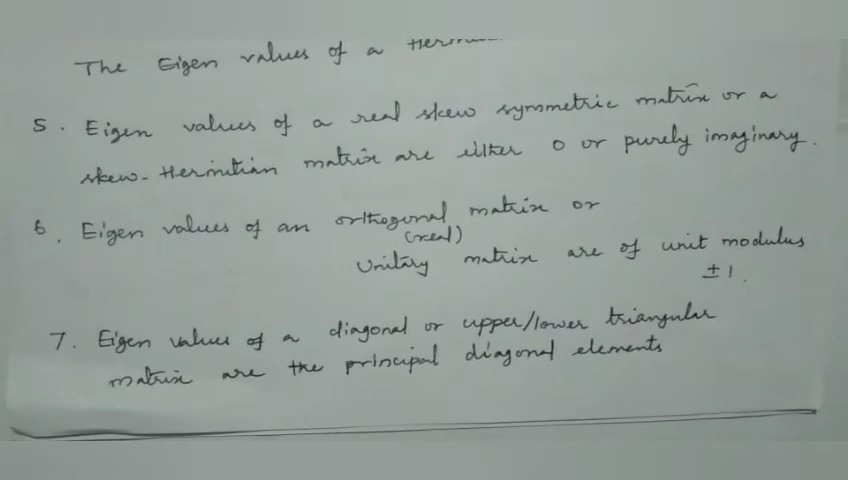 The Eigen values of a
5. Eigen values of a real skew symmetric matrix or a
skew-Hermitian matrix are either 0 or purely imaginary.
6. Eigen values of an orthogonal matrix or
(real)
Unitary matrix are of unit modulus
±1.
7. Eigen values of a diagonal or upper/lower triangular
matrix are the principal diagonal elements